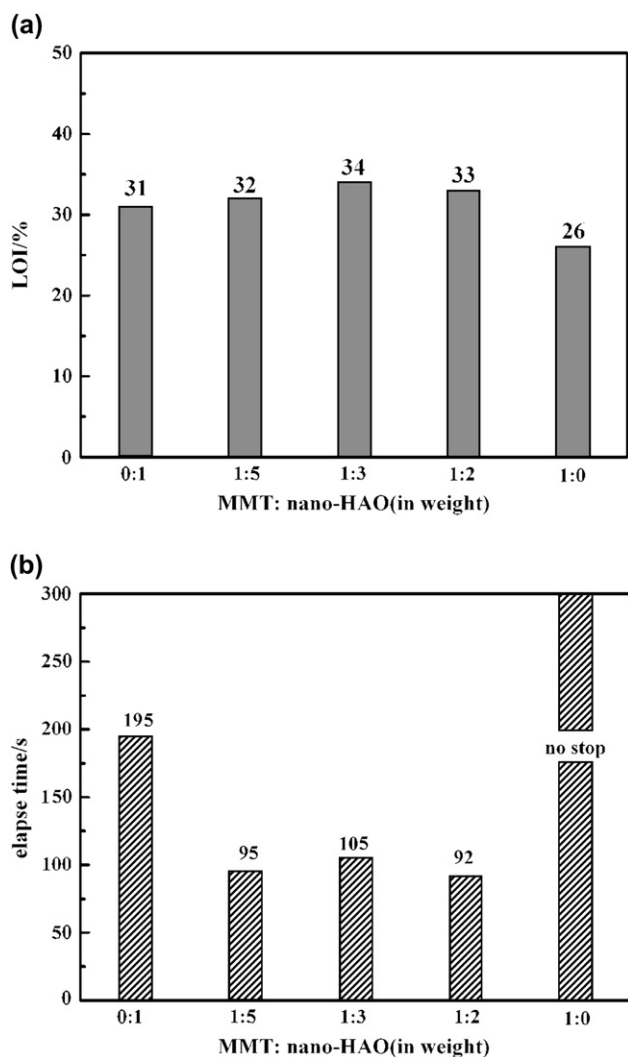 (a)
50
40
30
20
10
0
LOI/%
31
32
34
33
26
0:1 1:5 1:3 1:2 1:0
MMT: nano-HAO(in weight)
(b)
300
250
200
150
100
50
0
elapse time/s
195
95
105
92
no stop
0:1 1:5 1:3 1:2 1:0
MMT: nano-HAO(in weight)